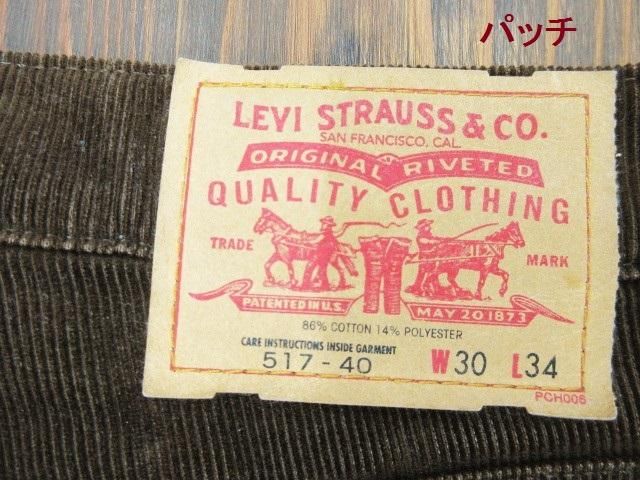 パッチ
LEVI STRAUSS & CO.
SAN FRANCISCO, CAL.
ORIGINAL RIVETED
QUALITY CLOTHING
TRADE MARK
PATENTED IN U.S. MAY 20 1873
86% COTTON 14% POLYESTER
CARE INSTRUCTIONS INSIDE GARMENT
517-40 W30 L34
PCH006